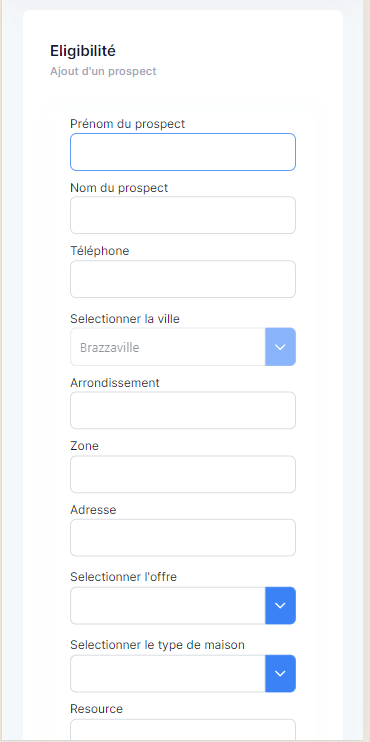 Eligibilité
Ajout d'un prospect
Prénom du prospect
Nom du prospect
Téléphone
Selectionner la ville
Brazzaville
Arrondissement
Zone
Adresse
Selectionner l'offre
Selectionner le type de maison
Resource